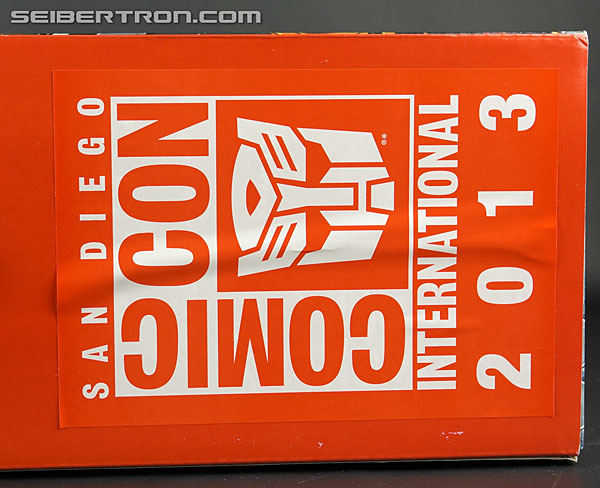 SEIBERTRON.COM
SAN DIEGO
COMIC CON
®*
INTERNATIONAL
2013